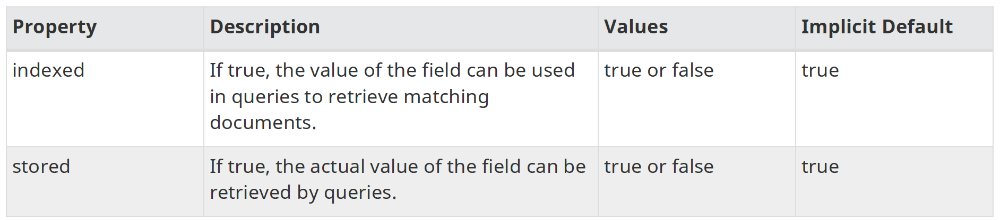 Property Description Values Implicit Default
indexed If true, the value of the field can be used true or false true
in queries to retrieve matching
documents.
stored If true, the actual value of the field can be true or false true
retrieved by queries.